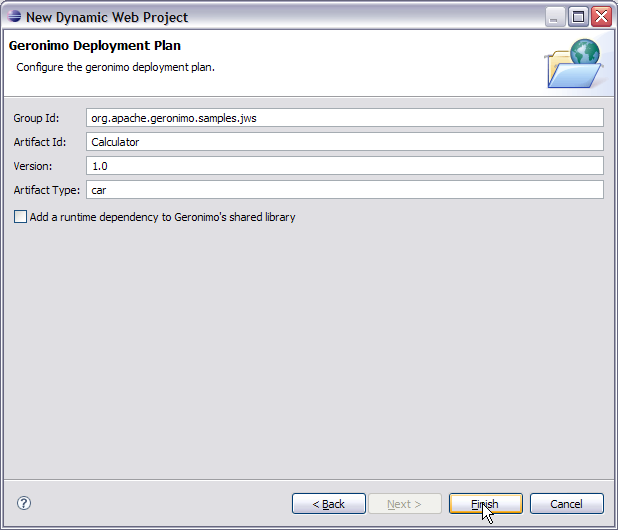 New Dynamic Web Project
Geronimo Deployment Plan
Configure the geronimo deployment plan.
Group Id: org.apache.geronimo.samples.jws
Artifact Id: Calculator
Version: 1.0
Artifact Type: car
Add a runtime dependency to Geronimo's shared library
? < Back Next > Finish Cancel